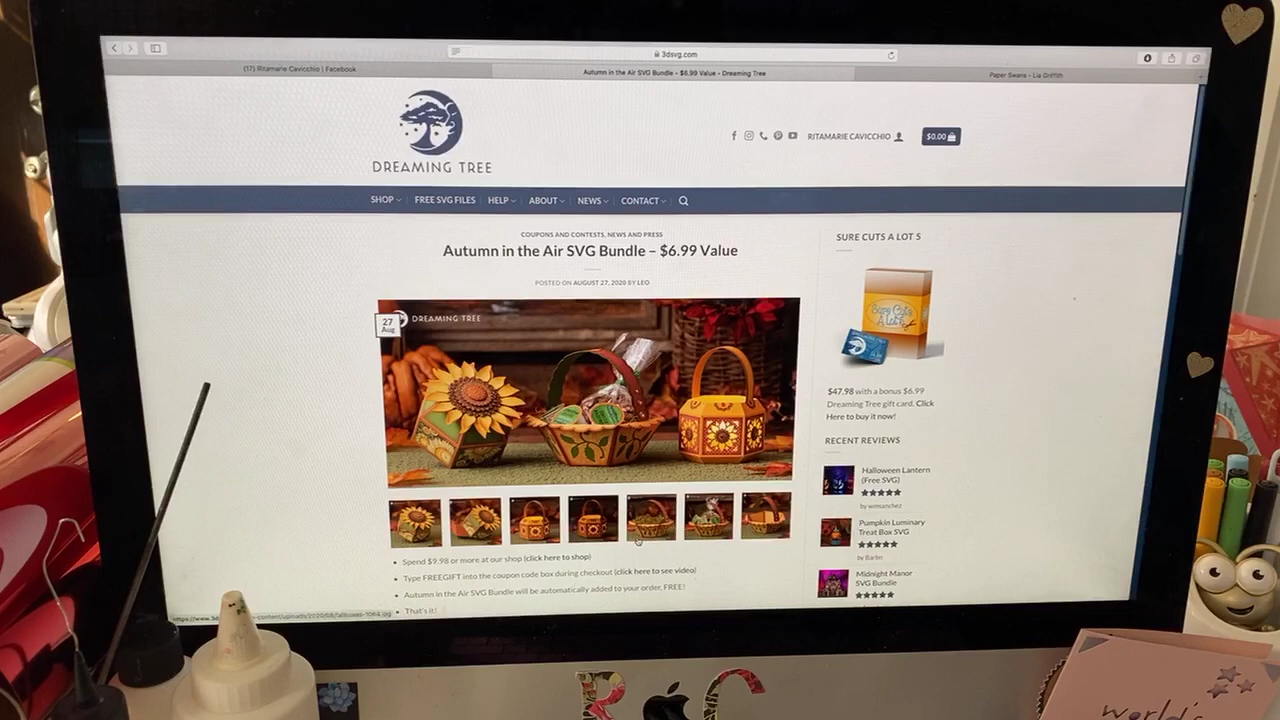 3dsvg.com
(17) Ritamarie Cavicchio | Facebook
Autumn in the Air SVG Bundle - $6.99 Value - Dreaming Tree
Paper Swans - Lia Griffith
DREAMING TREE
RITAMARIE CAVICCHIO
$0.00
SHOP
FREE SVG FILES
HELP
ABOUT
NEWS
CONTACT
COUPONS AND CONTESTS, NEWS AND PRESS
Autumn in the Air SVG Bundle – $6.99 Value
POSTED ON AUGUST 27, 2020 BY LEO
27
Aug
DREAMING TREE
Spend $9.98 or more at our shop (click here to shop)
Type FREEGIFT into the coupon code box during checkout (click here to see video)
Autumn in the Air SVG Bundle will be automatically added to your order, FREE!
That's it!
SURE CUTS A LOT 5
Sure Cuts
A Lot 5
$47.98 with a bonus $6.99
Dreaming Tree gift card. Click
Here to buy it now!
RECENT REVIEWS
Halloween Lantern
(Free SVG)
by wmsanchez
Pumpkin Luminary
Treat Box SVG
by Barbn
Midnight Manor
SVG Bundle
R C
world's